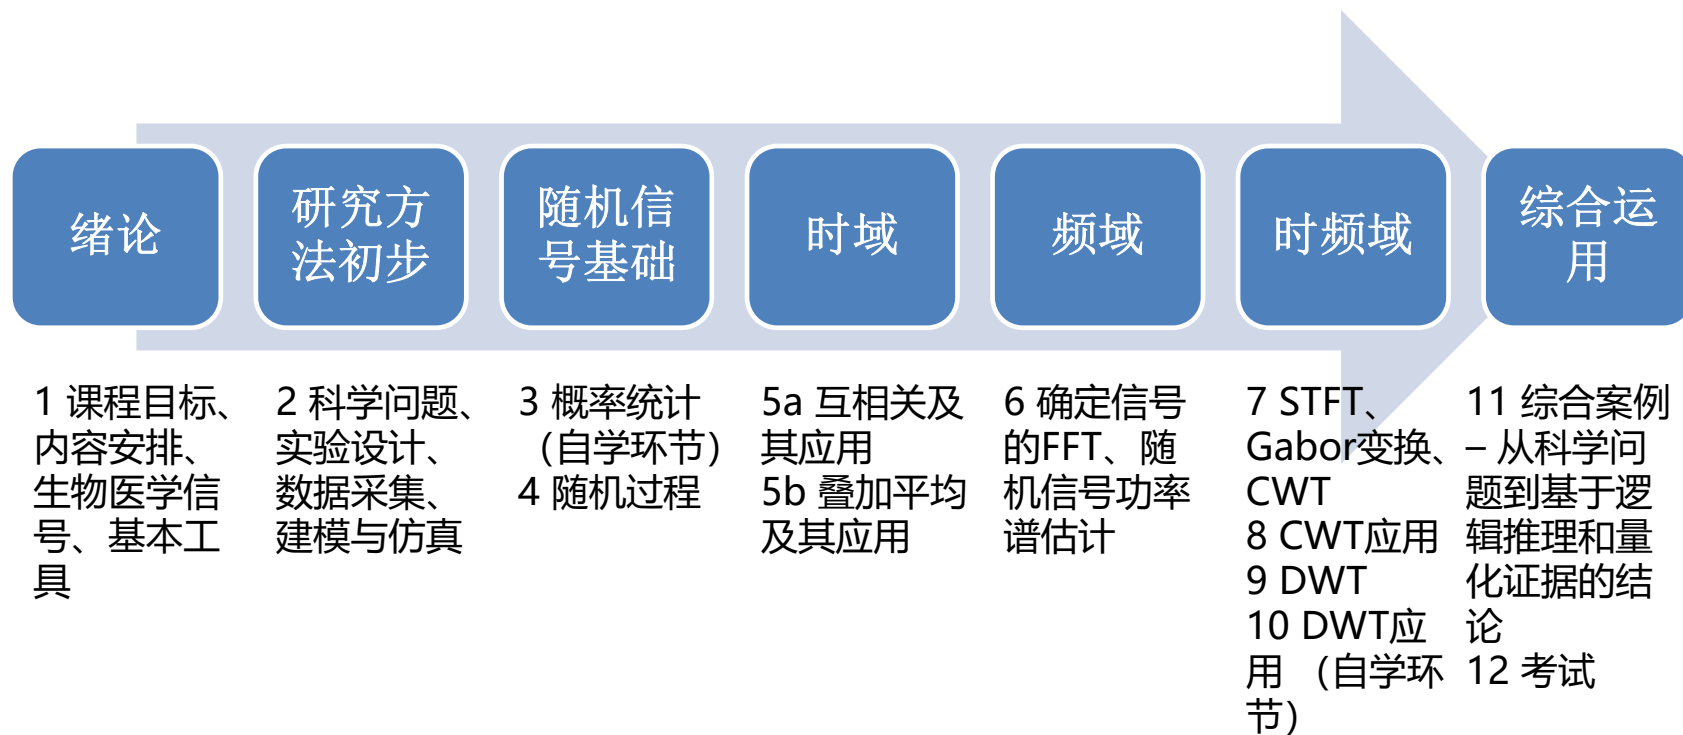 绪论
研究方
法初步
随机信
号基础
时域
频域
时频域
综合运
用
1 课程目标、
内容安排、
生物医学信
号、基本工
具
2 科学问题、
实验设计、
数据采集、
建模与仿真
3 概率统计
（自学环节）
4 随机过程
5a 互相关及
其应用
5b 叠加平均
及其应用
6 确定信号
的FFT、随
机信号功率
谱估计
7 STFT、
Gabor变换、
CWT
8 CWT应用
9 DWT
10 DWT应
用 （自学环
节）
11 综合案例
– 从科学问
题到基于逻
辑推理和量
化证据的结
论
12 考试